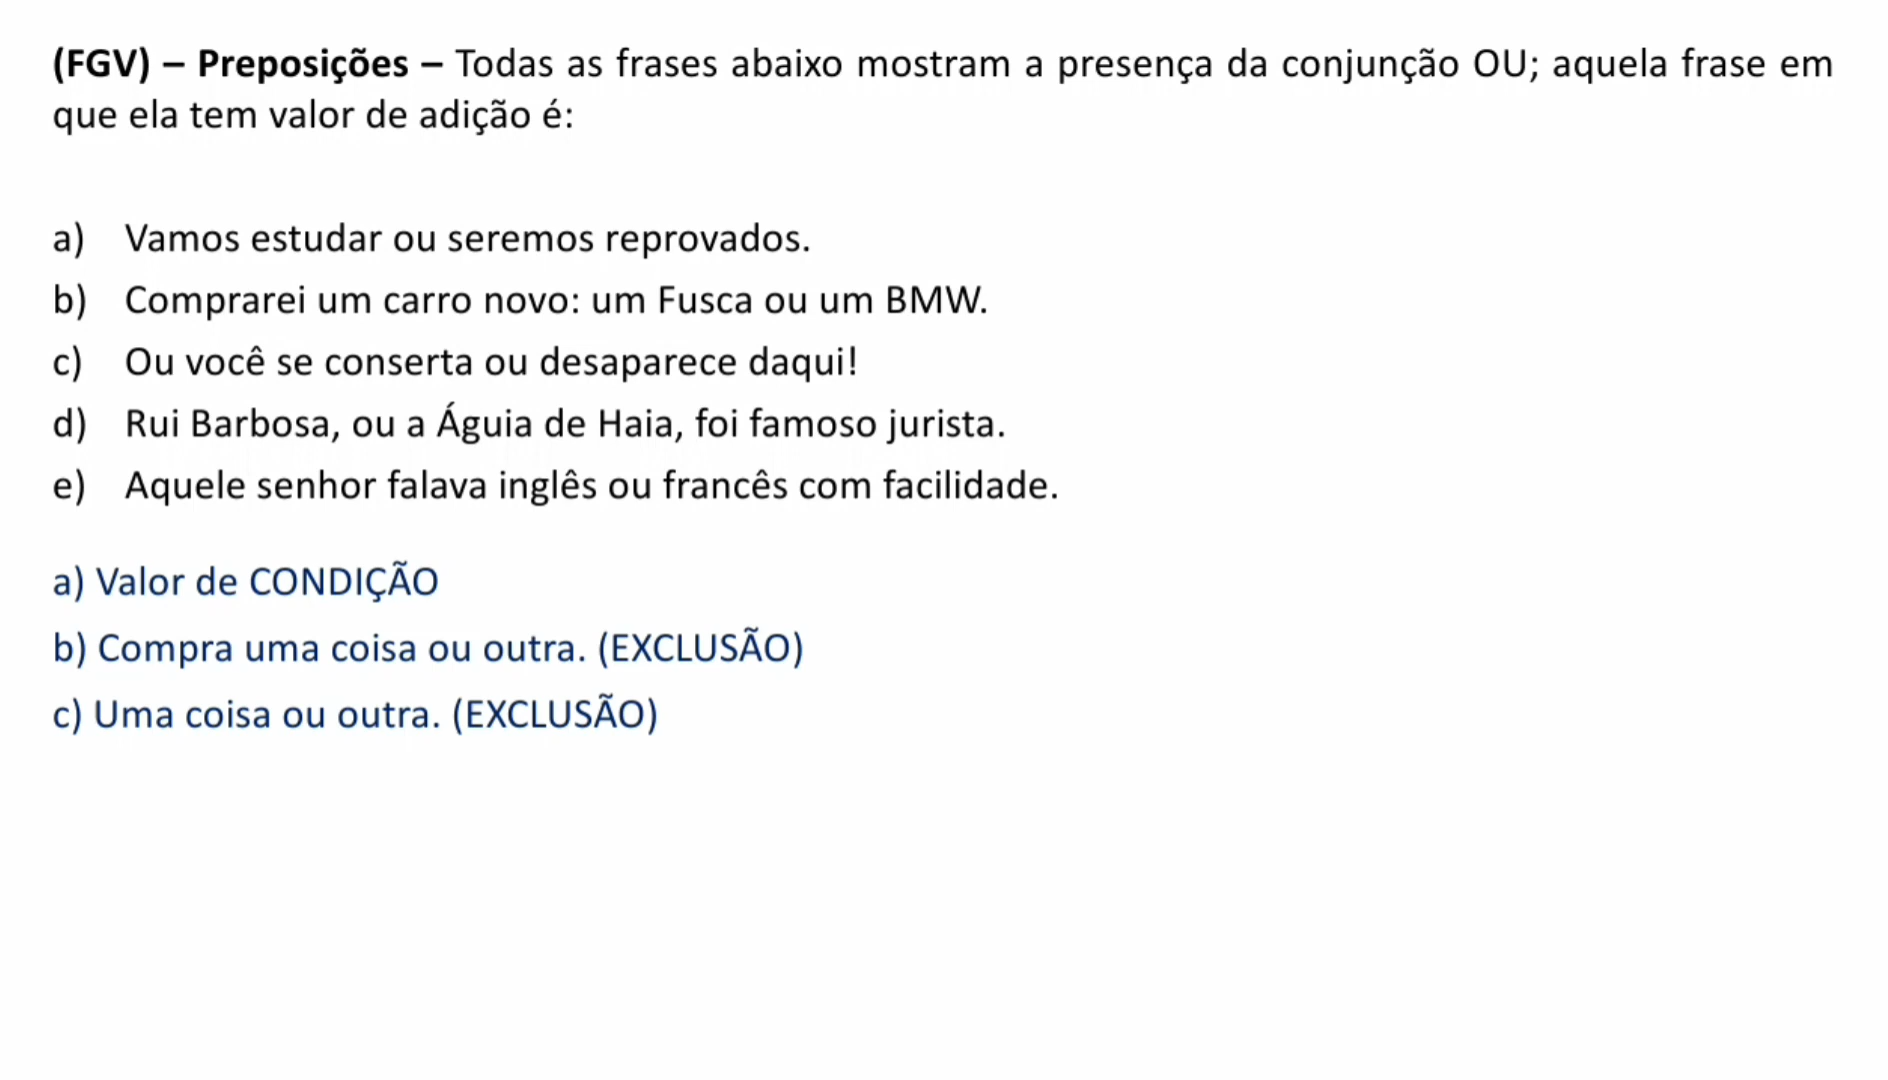 (FGV) – Preposições – Todas as frases abaixo mostram a presença da conjunção OU; aquela frase em
que ela tem valor de adição é:
a) Vamos estudar ou seremos reprovados.
b) Comprarei um carro novo: um Fusca ou um BMW.
c) Ou você se conserta ou desaparece daqui!
d) Rui Barbosa, ou a Águia de Haia, foi famoso jurista.
e) Aquele senhor falava inglês ou francês com facilidade.
a) Valor de CONDIÇÃO
b) Compra uma coisa ou outra. (EXCLUSÃO)
c) Uma coisa ou outra. (EXCLUSÃO)